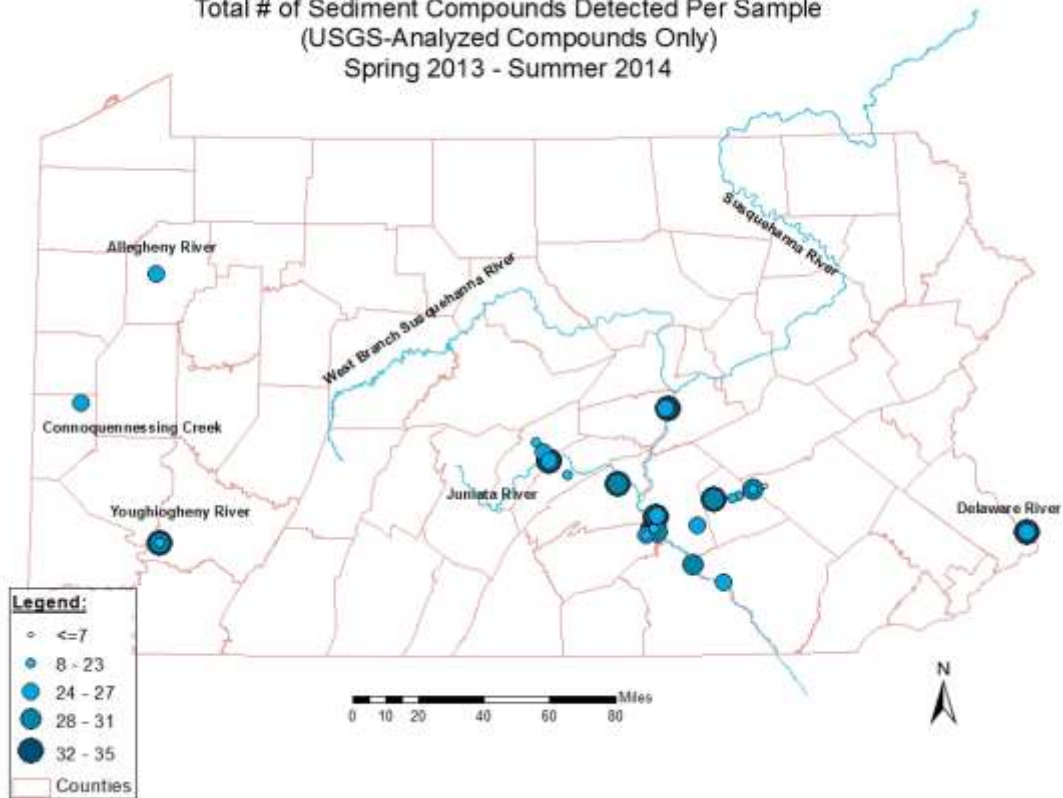 Total # of Sediment Compounds Detected Per Sample
(USGS-Analyzed Compounds Only)
Spring 2013 - Summer 2014
Susquehanna River
Allegheny River
West Branch Susquehanna River
Connoquennessing Creek
Juniata River
Youghiogheny River
Delaware River
Legend:
<=7
8 - 23
24 - 27
28 - 31
32 - 35
Counties
N
Miles
0 10 20 40 60 80